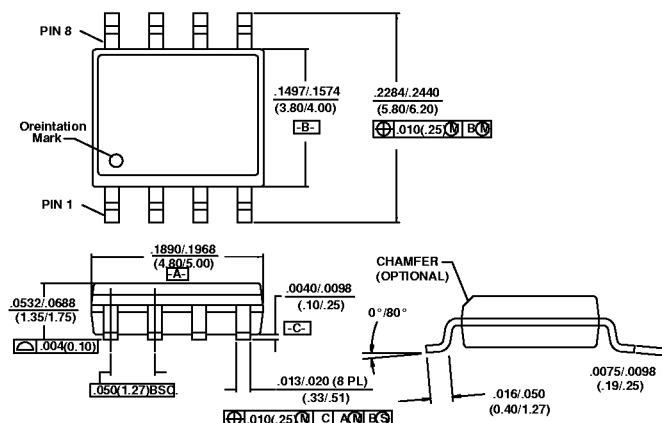 PIN 8
.1497/.1574
(3.80/4.00)
-B-
.2284/.2440
(5.80/6.20)
.010(.25)Ⓜ B Ⓜ
Oreintation
Mark
PIN 1
.1890/.1968
(4.80/5.00)
-A-
CHAMFER
(OPTIONAL)
.0532/.0688
(1.35/1.75)
.0040/.0098
(.10/.25)
-C-
0°/80°
.004(0.10)
.050(1.27)BSC.
.013/.020 (8 PL)
(.33/.51)
.0075/.0098
(.19/.25)
.016/.050
(0.40/1.27)
.010(.25)Ⓜ C AⓂ BⓈ